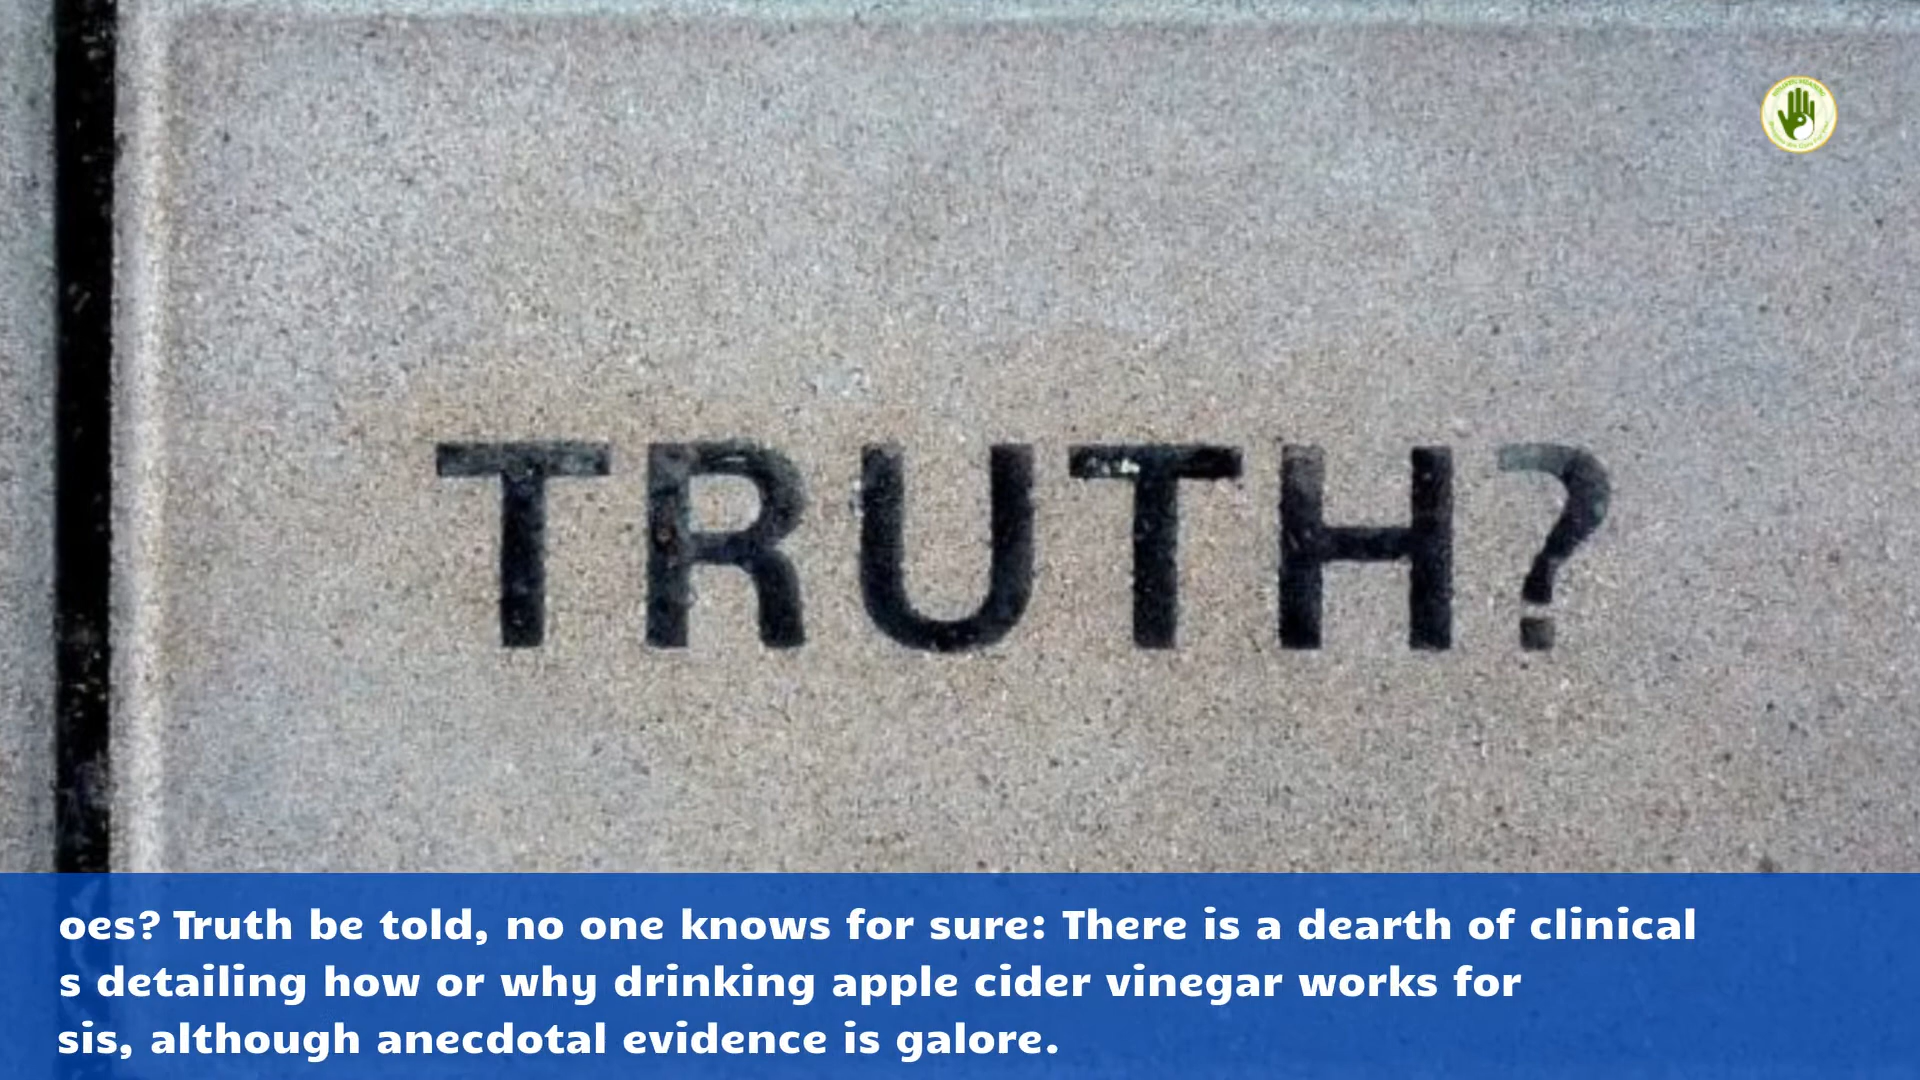 TRUTH?
oes? Truth be told, no one knows for sure: There is a dearth of clinical
s detailing how or why drinking apple cider vinegar works for
sis, although anecdotal evidence is galore.